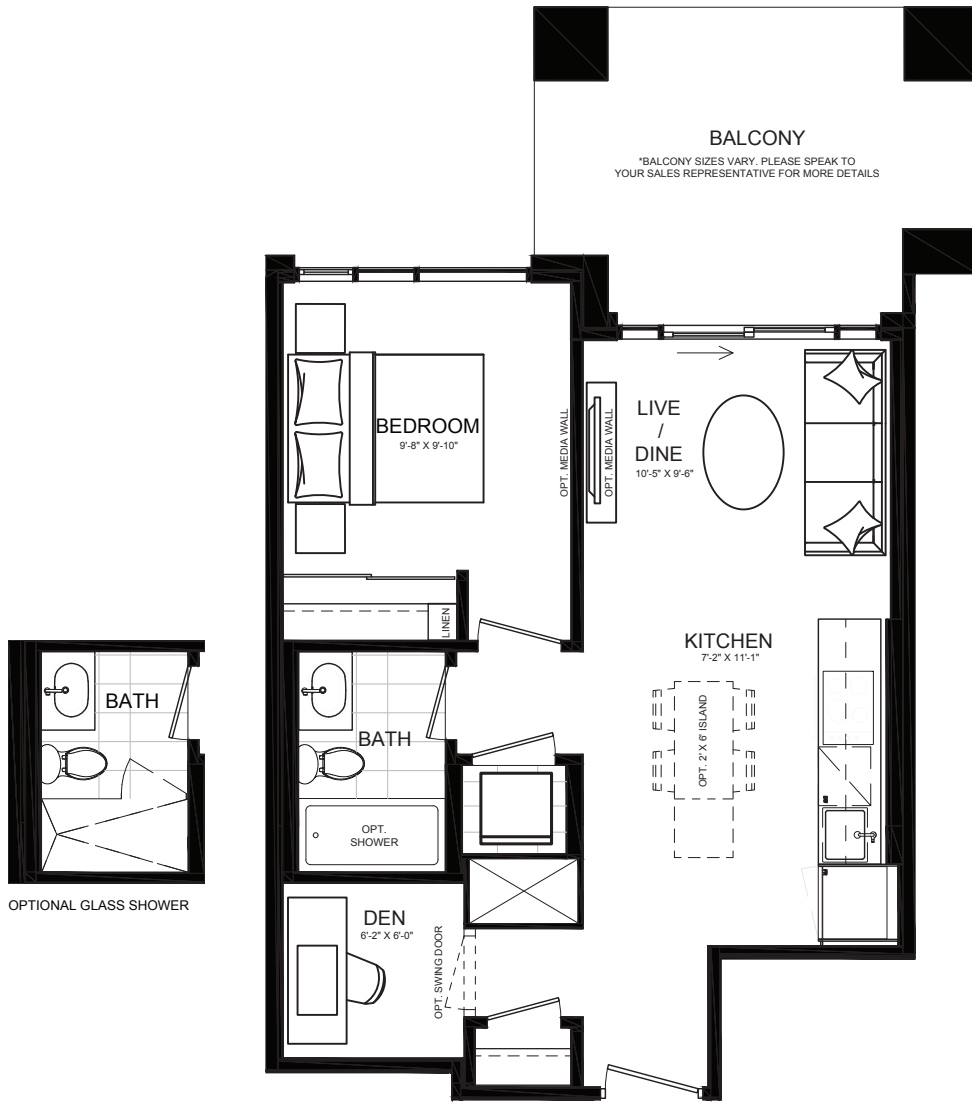 BALCONY
*BALCONY SIZES VARY. PLEASE SPEAK TO
YOUR SALES REPRESENTATIVE FOR MORE DETAILS
BEDROOM
9'-8" X 9'-10"
OPT. MEDIA WALL
OPT. MEDIA WALL
LIVE
/
DINE
10'-5" X 9'-6"
LINEN
KITCHEN
7'-2" X 11'-1"
OPT. 2' X 6' ISLAND
BATH
OPTIONAL GLASS SHOWER
BATH
OPT.
SHOWER
DEN
6'-2" X 6'-0"
OPT. SWING DOOR